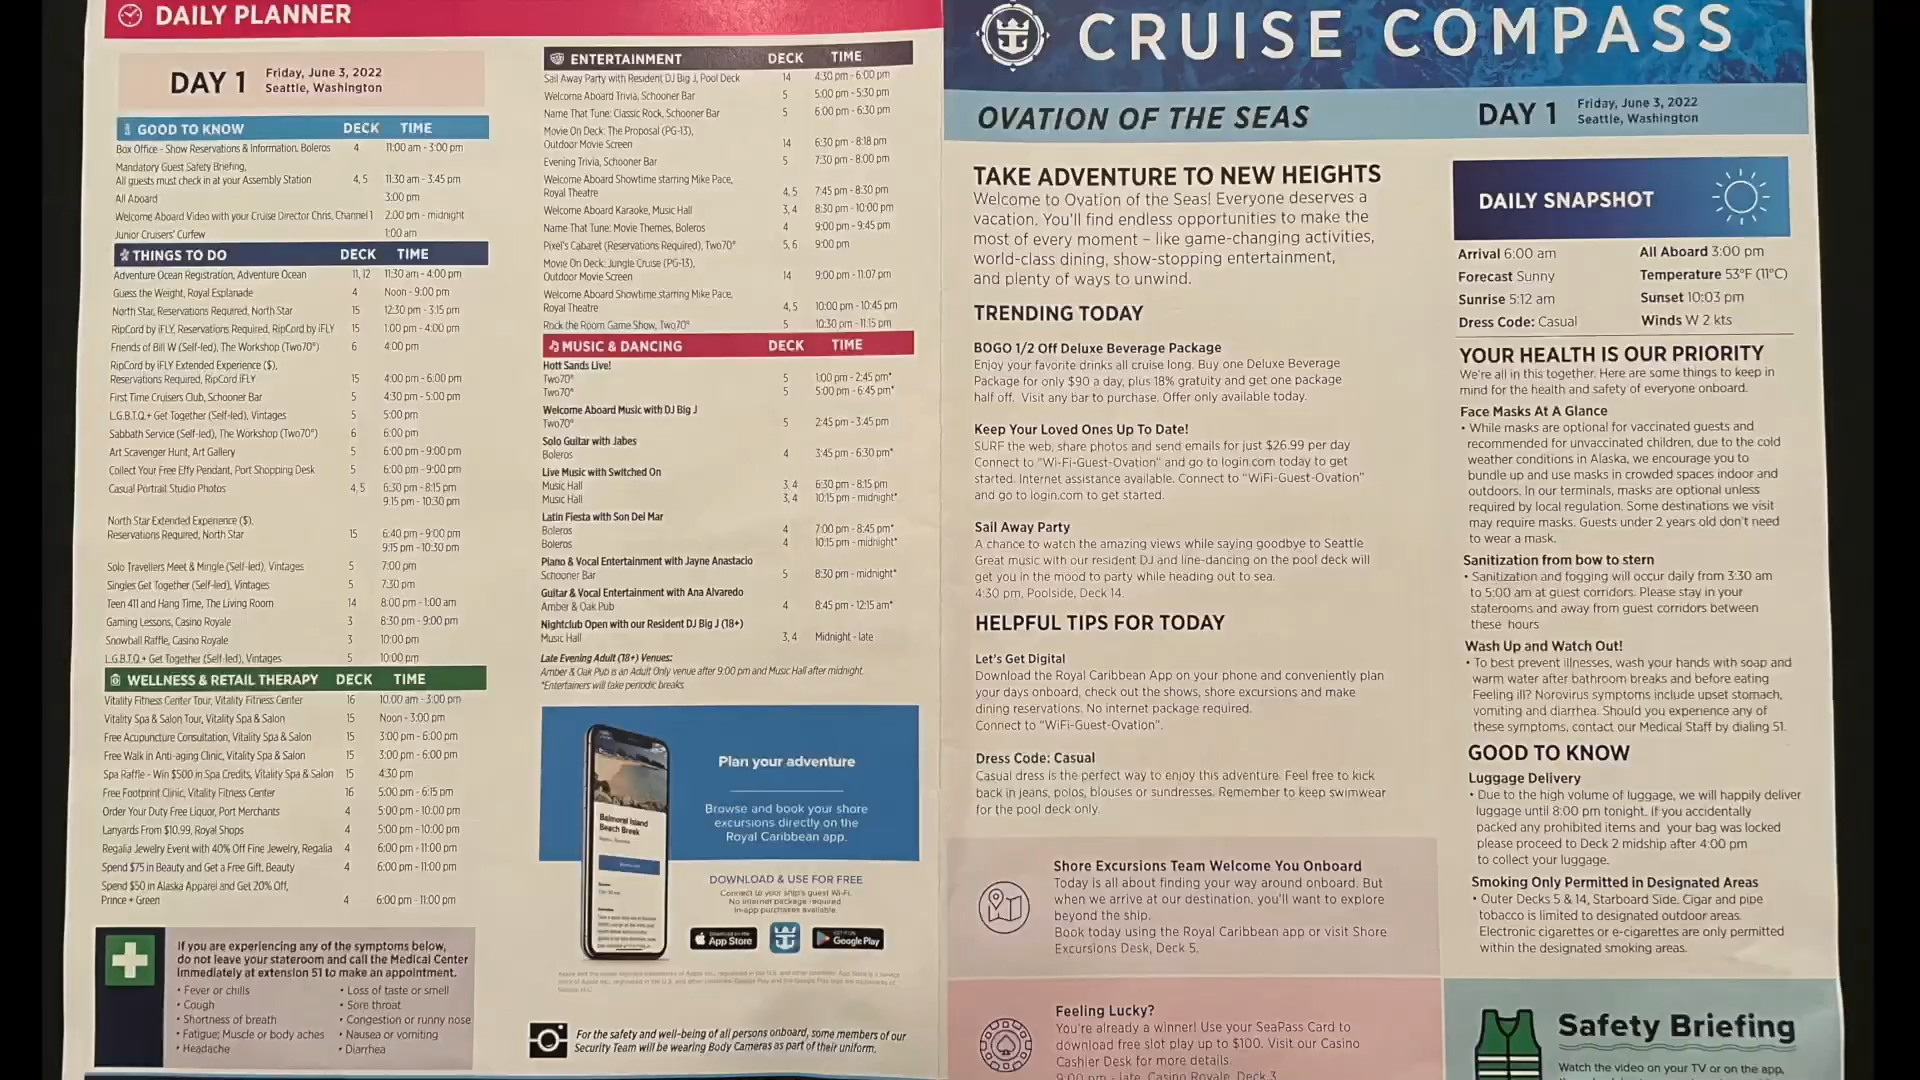 DAILY PLANNER
DAY 1
Friday, June 3, 2022
Seattle, Washington
GOOD TO KNOW DECK TIME
Box Office - Show Reservations & Information, Boleros 4 11:00 am - 3:00 pm
Mandatory Guest Safety Briefing,
All guests must check in at your Assembly Station 4, 5 11:30 am - 3:45 pm
All Aboard 3:00 pm
Welcome Aboard Video with your Cruise Director Chris, Channel 1 2:00 pm - midnight
Junior Cruisers' Curfew 1:00 am
THINGS TO DO DECK TIME
Adventure Ocean Registration, Adventure Ocean 11, 12 11:30 am - 4:00 pm
Guess the Weight, Royal Esplanade 4 Noon - 9:00 pm
North Star, Reservations Required, North Star 15 12:30 pm - 3:15 pm
RipCord by iFLY, Reservations Required, RipCord by iFLY 15 1:00 pm - 4:00 pm
Friends of Bill W (Self-led), The Workshop (Two70°) 6 4:00 pm
RipCord by iFLY Extended Experience ($),
Reservations Required, RipCord iFLY 15 4:00 pm - 6:00 pm
First Time Cruisers Club, Schooner Bar 5 4:30 pm - 5:00 pm
L.G.B.T.Q.+ Get Together (Self-led), Vintages 5 5:00 pm
Sabbath Service (Self-led), The Workshop (Two70°) 6 6:00 pm
Art Scavenger Hunt, Art Gallery 5 6:00 pm - 9:00 pm
Collect Your Free Effy Pendant, Port Shopping Desk 5 6:00 pm - 9:00 pm
Casual Portrait Studio Photos 4, 5 6:30 pm - 8:15 pm
9:15 pm - 10:30 pm
North Star Extended Experience ($),
Reservations Required, North Star 15 6:40 pm - 9:00 pm
9:15 pm - 10:30 pm
Solo Travellers Meet & Mingle (Self-led), Vintages 5 7:00 pm
Singles Get Together (Self-led), Vintages 5 7:30 pm
Teen 411 and Hang Time, The Living Room 14 8:00 pm - 1:00 am
Gaming Lessons, Casino Royale 3 8:30 pm - 9:00 pm
Snowball Raffle, Casino Royale 3 10:00 pm
L.G.B.T.Q.+ Get Together (Self-led), Vintages 5 10:00 pm
WELLNESS & RETAIL THERAPY DECK TIME
Vitality Fitness Center Tour, Vitality Fitness Center 16 10:00 am - 3:00 pm
Vitality Spa & Salon Tour, Vitality Spa & Salon 15 Noon - 3:00 pm
Free Acupuncture Consultation, Vitality Spa & Salon 15 3:00 pm - 6:00 pm
Free Walk in Anti-aging Clinic, Vitality Spa & Salon 15 3:00 pm - 6:00 pm
Spa Raffle - Win $500 in Spa Credits, Vitality Spa & Salon 15 4:30 pm
Free Footprint Clinic, Vitality Fitness Center 16 5:00 pm - 6:15 pm
Order Your Duty Free Liquor, Port Merchants 4 5:00 pm - 10:00 pm
Lanyards From $10.99, Royal Shops 4 5:00 pm - 10:00 pm
Regalia Jewelry Event with 40% Off Fine Jewelry, Regalia 4 6:00 pm - 11:00 pm
Spend $75 in Beauty and Get a Free Gift, Beauty 4 6:00 pm - 11:00 pm
Spend $50 in Alaska Apparel and Get 20% Off,
Prince + Green 4 6:00 pm - 11:00 pm
If you are experiencing any of the symptoms below,
do not leave your stateroom and call the Medical Center
immediately at extension 51 to make an appointment.
• Fever or chills
• Cough
• Shortness of breath
• Fatigue; Muscle or body aches
• Headache
• Loss of taste or smell
• Sore throat
• Congestion or runny nose
• Nausea or vomiting
• Diarrhea
ENTERTAINMENT DECK TIME
Sail Away Party with Resident DJ Big J, Pool Deck 14 4:30 pm - 6:00 pm
Welcome Aboard Trivia, Schooner Bar 5 5:00 pm - 5:30 pm
Name That Tune: Classic Rock, Schooner Bar 5 6:00 pm - 6:30 pm
Movie On Deck: The Proposal (PG-13),
Outdoor Movie Screen 14 6:30 pm - 8:18 pm
Evening Trivia, Schooner Bar 5 7:30 pm - 8:00 pm
Welcome Aboard Showtime starring Mike Pace,
Royal Theatre 4, 5 7:45 pm - 8:30 pm
Welcome Aboard Karaoke, Music Hall 3, 4 8:30 pm - 10:00 pm
Name That Tune: Movie Themes, Boleros 4 9:00 pm - 9:45 pm
Pixel's Cabaret (Reservations Required), Two70° 5, 6 9:00 pm
Movie On Deck: Jungle Cruise (PG-13),
Outdoor Movie Screen 14 9:00 pm - 11:07 pm
Welcome Aboard Showtime starring Mike Pace,
Royal Theatre 4, 5 10:00 pm - 10:45 pm
Rock the Room Game Show, Two70° 5 10:30 pm - 11:15 pm
MUSIC & DANCING DECK TIME
Hott Sands Live!
Two70° 5 1:00 pm - 2:45 pm*
Two70° 5 5:00 pm - 6:45 pm*
Welcome Aboard Music with DJ Big J
Two70° 5 2:45 pm - 3:45 pm
Solo Guitar with Jabes
Boleros 4 3:45 pm - 6:30 pm*
Live Music with Switched On
Music Hall 3, 4 6:30 pm - 8:15 pm
Music Hall 3, 4 10:15 pm - midnight*
Latin Fiesta with Son Del Mar
Boleros 4 7:00 pm - 8:45 pm*
Boleros 4 10:15 pm - midnight*
Piano & Vocal Entertainment with Jayne Anastacio
Schooner Bar 5 8:30 pm - midnight*
Guitar & Vocal Entertainment with Ana Alvaredo
Amber & Oak Pub 4 8:45 pm - 12:15 am*
Nightclub Open with our Resident DJ Big J (18+)
Music Hall 3, 4 Midnight - late
Late Evening Adult (18+) Venues:
Amber & Oak Pub is an Adult Only venue after 9:00 pm and Music Hall after midnight.
*Entertainers will take periodic breaks
Balmoral Island
Beach Break
Plan your adventure
Browse and book your shore
excursions directly on the
Royal Caribbean app.
DOWNLOAD & USE FOR FREE
Connect to your ship's guest Wi-Fi.
No internet package required
In-app purchases available.
App Store
Google Play
For the safety and well-being of all persons onboard, some members of our
Security Team will be wearing Body Cameras as part of their uniform.
CRUISE COMPASS
OVATION OF THE SEAS
DAY 1
Friday, June 3, 2022
Seattle, Washington
TAKE ADVENTURE TO NEW HEIGHTS
Welcome to Ovation of the Seas! Everyone deserves a
vacation. You'll find endless opportunities to make the
most of every moment – like game-changing activities,
world-class dining, show-stopping entertainment,
and plenty of ways to unwind.
TRENDING TODAY
BOGO 1/2 Off Deluxe Beverage Package
Enjoy your favorite drinks all cruise long. Buy one Deluxe Beverage
Package for only $90 a day, plus 18% gratuity and get one package
half off. Visit any bar to purchase. Offer only available today.
Keep Your Loved Ones Up To Date!
SURF the web, share photos and send emails for just $26.99 per day
Connect to "Wi-Fi-Guest-Ovation" and go to login.com today to get
started. Internet assistance available. Connect to "WiFi-Guest-Ovation"
and go to login.com to get started.
Sail Away Party
A chance to watch the amazing views while saying goodbye to Seattle
Great music with our resident DJ and line-dancing on the pool deck will
get you in the mood to party while heading out to sea.
4:30 pm, Poolside, Deck 14.
HELPFUL TIPS FOR TODAY
Let's Get Digital
Download the Royal Caribbean App on your phone and conveniently plan
your days onboard, check out the shows, shore excursions and make
dining reservations. No internet package required.
Connect to "WiFi-Guest-Ovation".
Dress Code: Casual
Casual dress is the perfect way to enjoy this adventure. Feel free to kick
back in jeans, polos, blouses or sundresses. Remember to keep swimwear
for the pool deck only.
Shore Excursions Team Welcome You Onboard
Today is all about finding your way around onboard. But
when we arrive at our destination, you'll want to explore
beyond the ship.
Book today using the Royal Caribbean app or visit Shore
Excursions Desk, Deck 5.
Feeling Lucky?
You're already a winner! Use your SeaPass Card to
download free slot play up to $100. Visit our Casino
Cashier Desk for more details.
9:00 pm - late, Casino Royale, Deck 3
DAILY SNAPSHOT
Arrival 6:00 am All Aboard 3:00 pm
Forecast Sunny Temperature 53°F (11°C)
Sunrise 5:12 am Sunset 10:03 pm
Dress Code: Casual Winds W 2 kts
YOUR HEALTH IS OUR PRIORITY
We're all in this together. Here are some things to keep in
mind for the health and safety of everyone onboard.
Face Masks At A Glance
• While masks are optional for vaccinated guests and
recommended for unvaccinated children, due to the cold
weather conditions in Alaska, we encourage you to
bundle up and use masks in crowded spaces indoor and
outdoors. In our terminals, masks are optional unless
required by local regulation. Some destinations we visit
may require masks. Guests under 2 years old don't need
to wear a mask.
Sanitization from bow to stern
• Sanitization and fogging will occur daily from 3:30 am
to 5:00 am at guest corridors. Please stay in your
staterooms and away from guest corridors between
these hours
Wash Up and Watch Out!
• To best prevent illnesses, wash your hands with soap and
warm water after bathroom breaks and before eating
Feeling ill? Norovirus symptoms include upset stomach,
vomiting and diarrhea. Should you experience any of
these symptoms, contact our Medical Staff by dialing 51.
GOOD TO KNOW
Luggage Delivery
• Due to the high volume of luggage, we will happily deliver
luggage until 8:00 pm tonight. If you accidentally
packed any prohibited items and your bag was locked
please proceed to Deck 2 midship after 4:00 pm
to collect your luggage.
Smoking Only Permitted in Designated Areas
• Outer Decks 5 & 14, Starboard Side. Cigar and pipe
tobacco is limited to designated outdoor areas.
Electronic cigarettes or e-cigarettes are only permitted
within the designated smoking areas.
Safety Briefing
Watch the video on your TV or on the app,